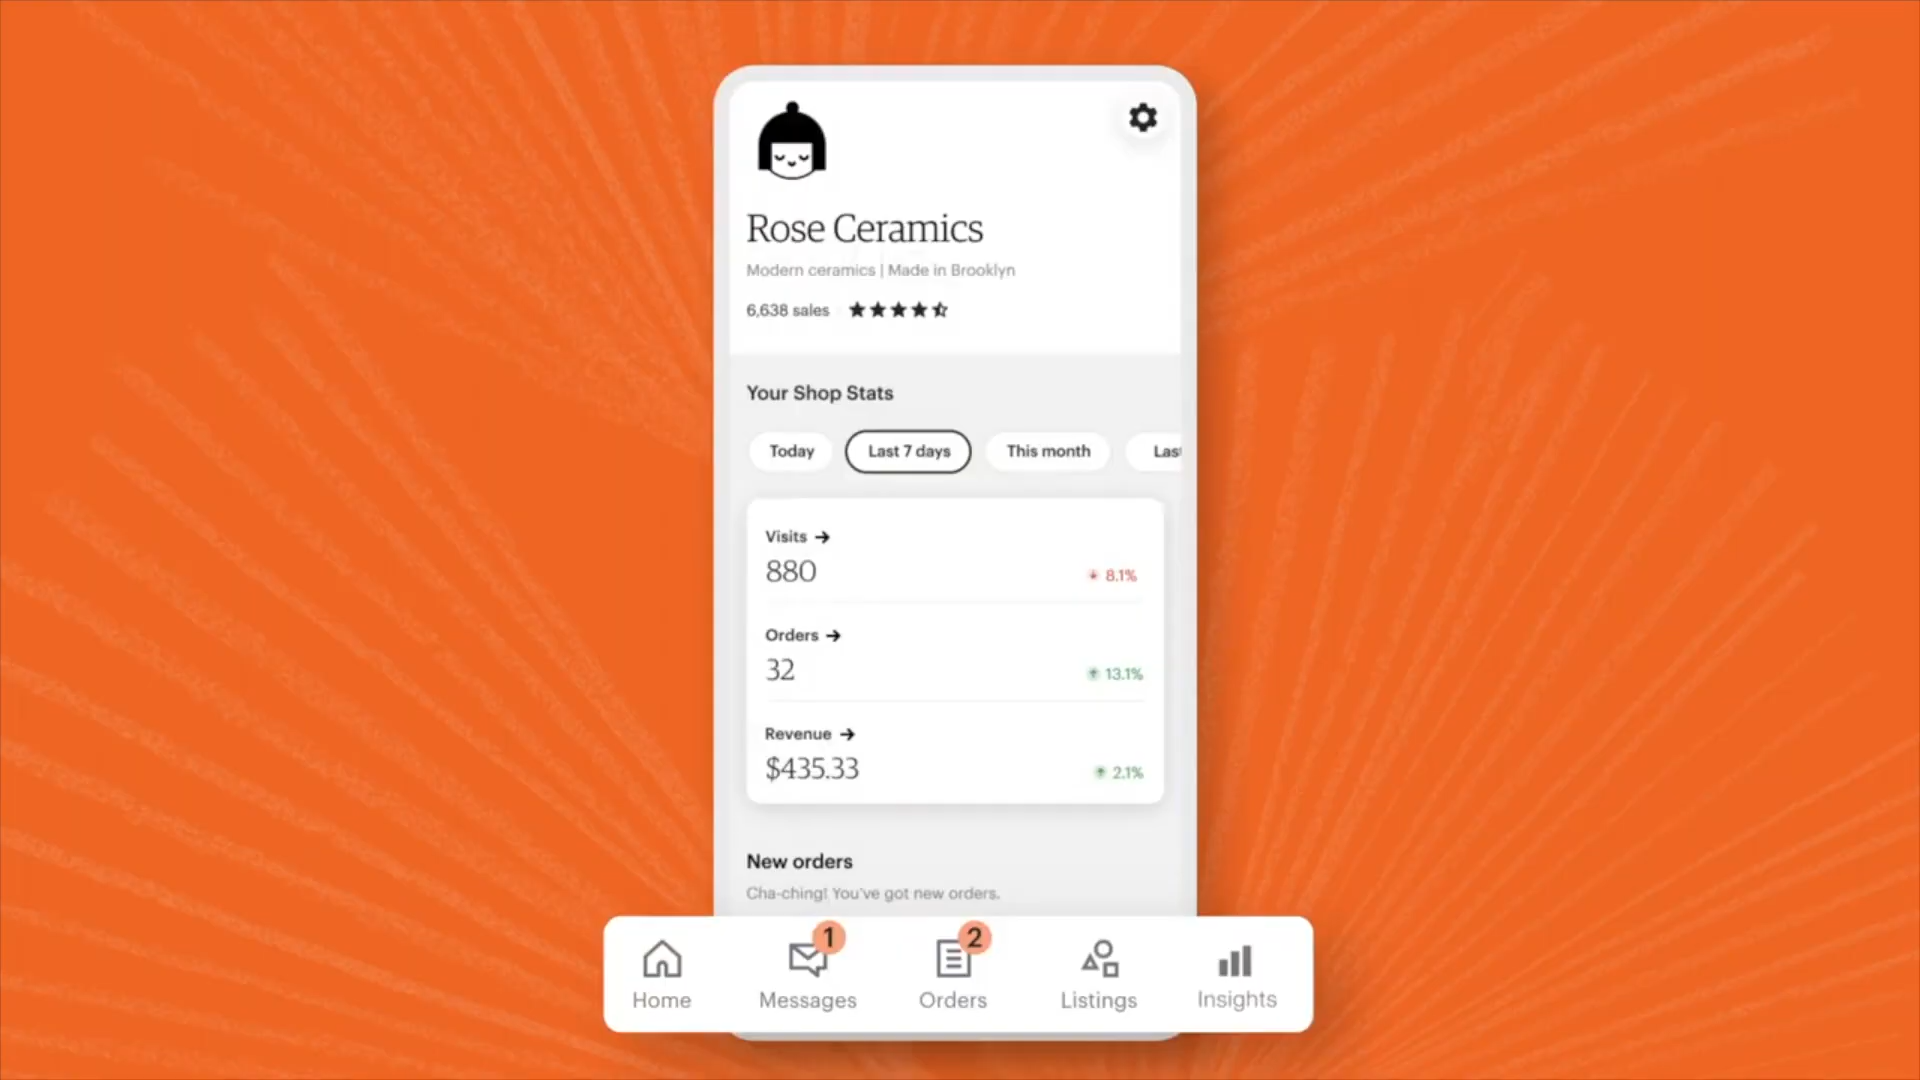 Rose Ceramics
Modern ceramics | Made in Brooklyn
6,638 sales
Your Shop Stats
Today Last 7 days This month Las
Visits →
880 8.1%
Orders →
32 13.1%
Revenue →
$435.33 2.1%
New orders
Cha-ching! You've got new orders.
1 2
Home Messages Orders Listings Insights